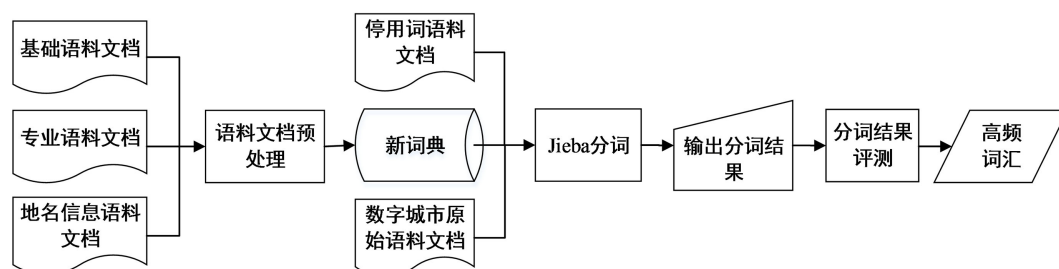 基础语料文档
专业语料文档
地名信息语料
文档
语料文档预
处理
停用词语料
文档
新词典
数字城市原
始语料文档
Jieba分词
输出分词结
果
分词结果
评测
高频
词汇